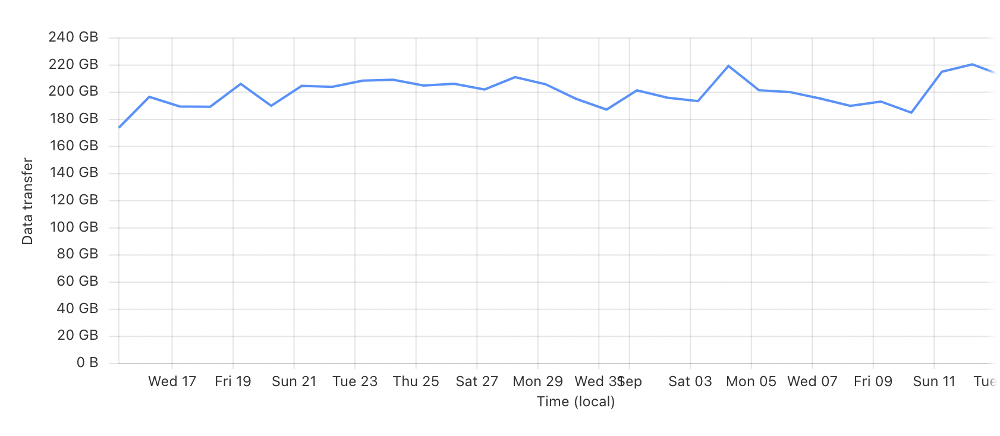 240 GB
220 GB
200 GB
180 GB
160 GB
140 GB
120 GB
100 GB
80 GB
60 GB
40 GB
20 GB
0 B
Data transfer
Wed 17 Fri 19 Sun 21 Tue 23 Thu 25 Sat 27 Mon 29 Wed 31 Sep Sat 03 Mon 05 Wed 07 Fri 09 Sun 11 Tue
Time (local)